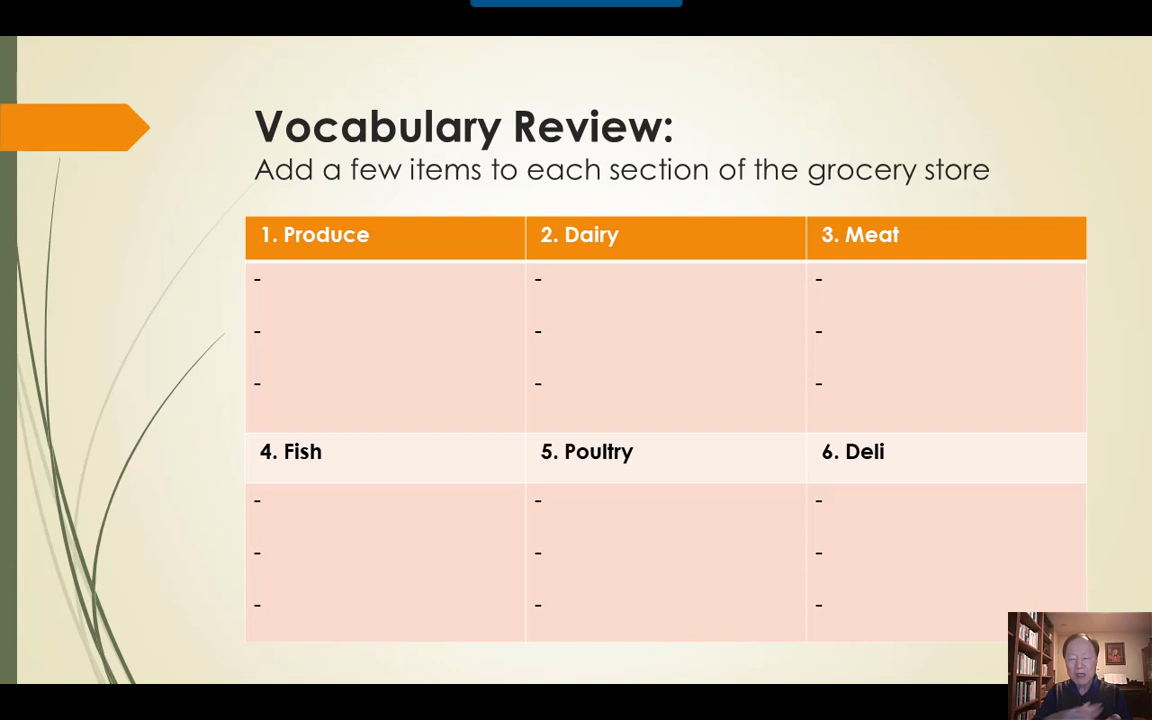 Vocabulary Review:
Add a few items to each section of the grocery store
1. Produce
2. Dairy
3. Meat
-
-
-
-
-
-
-
-
-
4. Fish
5. Poultry
6. Deli
-
-
-
-
-
-
-
-
-